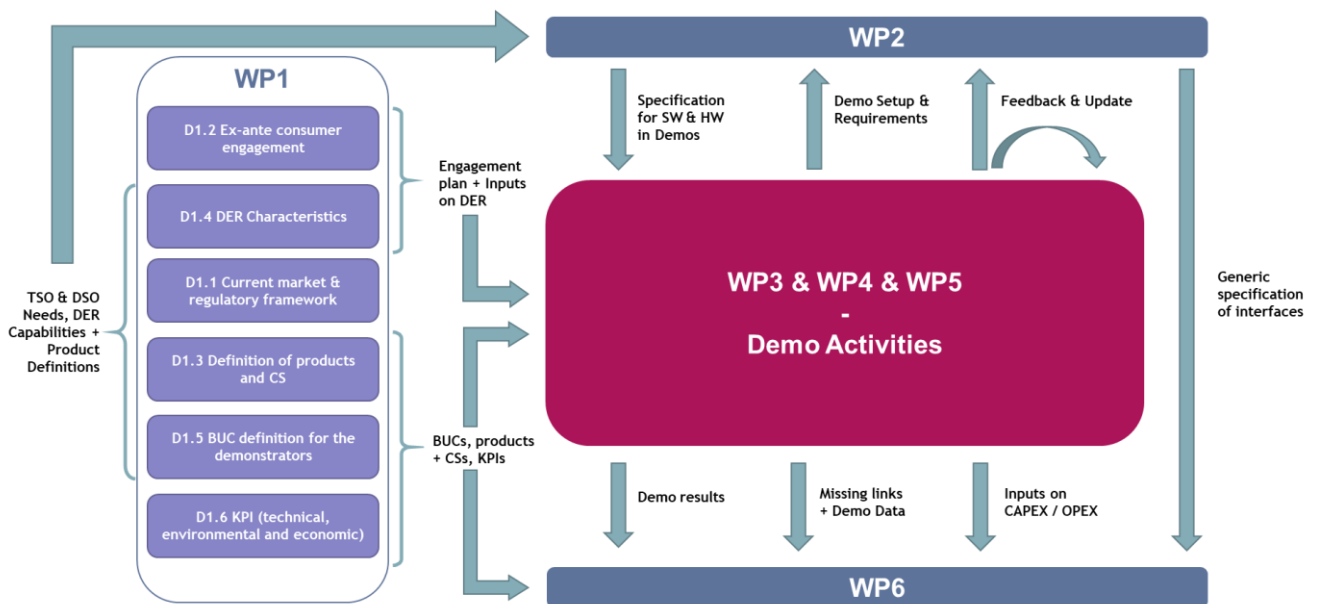 WP2
WP1
D1.2 Ex-ante consumer
engagement
D1.4 DER Characteristics
D1.1 Current market &
regulatory framework
D1.3 Definition of products
and CS
D1.5 BUC definition for the
demonstrators
D1.6 KPI (technical,
environmental and economic)
TSO & DSO
Needs, DER
Capabilities +
Product
Definitions
Engagement
plan + Inputs
on DER
BUCs, products
+ CSs, KPIs
Specification
for SW & HW
in Demos
Demo Setup &
Requirements
Feedback & Update
WP3 & WP4 & WP5
-
Demo Activities
Generic
specification
of interfaces
Demo results
Missing links
+ Demo Data
Inputs on
CAPEX / OPEX
WP6